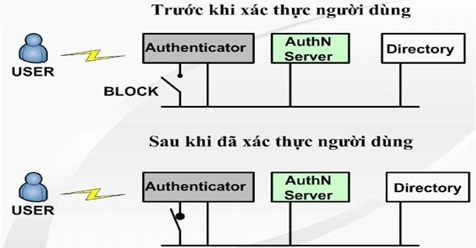 Trước khi xác thực người dùng
USER
Authenticator
AuthN
Server
Directory
BLOCK
Sau khi đã xác thực người dùng
USER
Authenticator
AuthN
Server
Directory